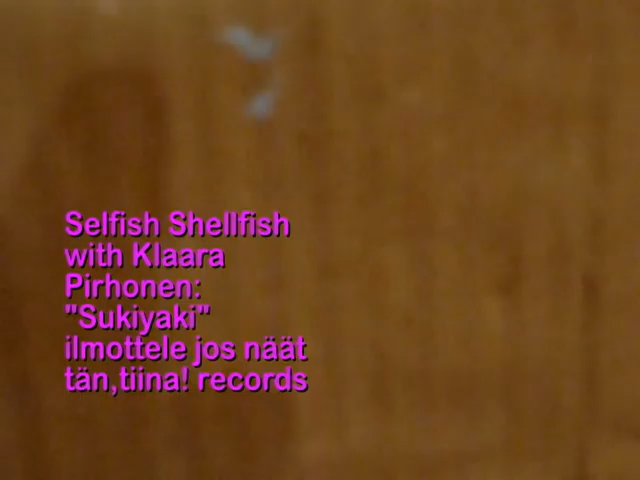 Selfish Shellfish
with Klaara
Pirhonen:
"Sukiyaki"
ilmottele jos näät
tän,tiina! records